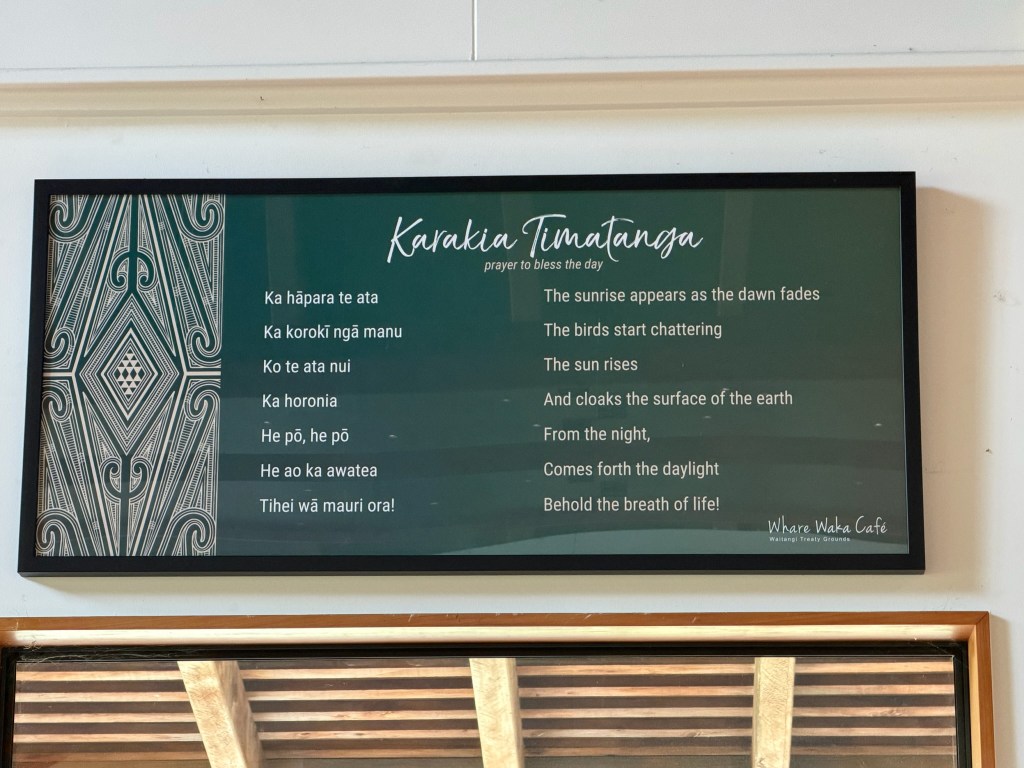 Karakia Timatanga
prayer to bless the day
Ka hāpara te ata
Ka korokī ngā manu
Ko te ata nui
Ka horonia
He pō, he pō
He ao ka awatea
Tihei wā mauri ora!
The sunrise appears as the dawn fades
The birds start chattering
The sun rises
And cloaks the surface of the earth
From the night,
Comes forth the daylight
Behold the breath of life!
Whare Waka Café
Waitangi Treaty Grounds